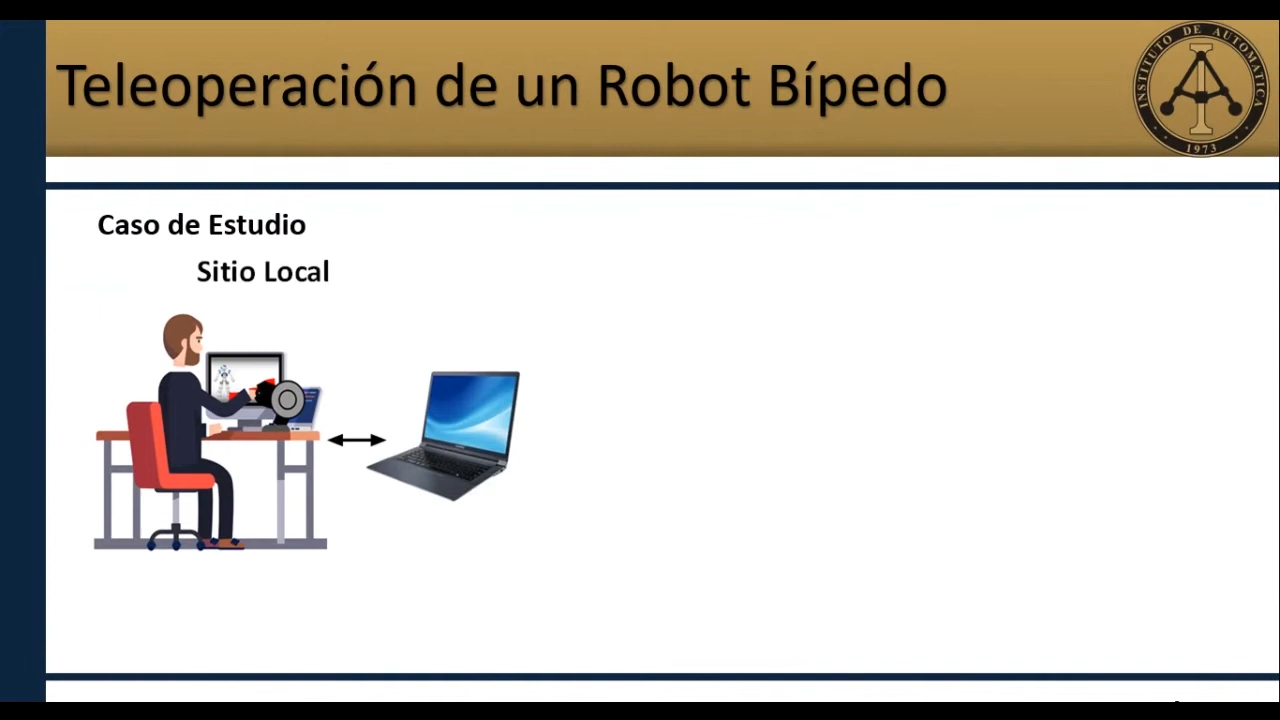 Teleoperación de un Robot Bípedo
INSTITUTO DE AUTOMATICA
1973
Caso de Estudio
Sitio Local